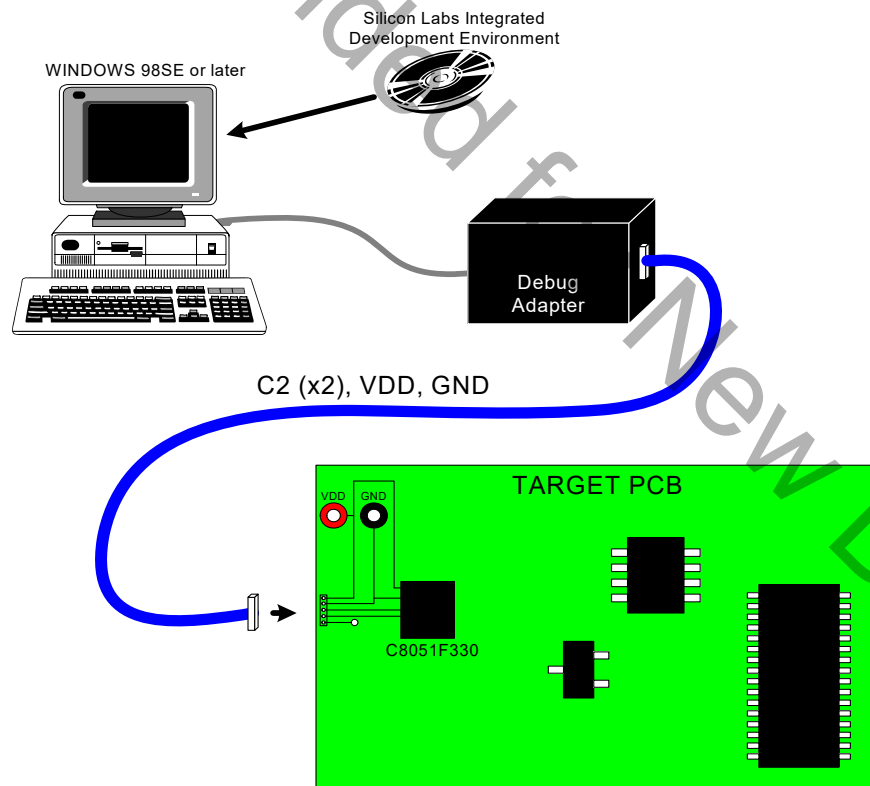 Silicon Labs Integrated
Development Environment
WINDOWS 98SE or later
Debug
Adapter
C2 (x2), VDD, GND
TARGET PCB
VDD
GND
C8051F330
New